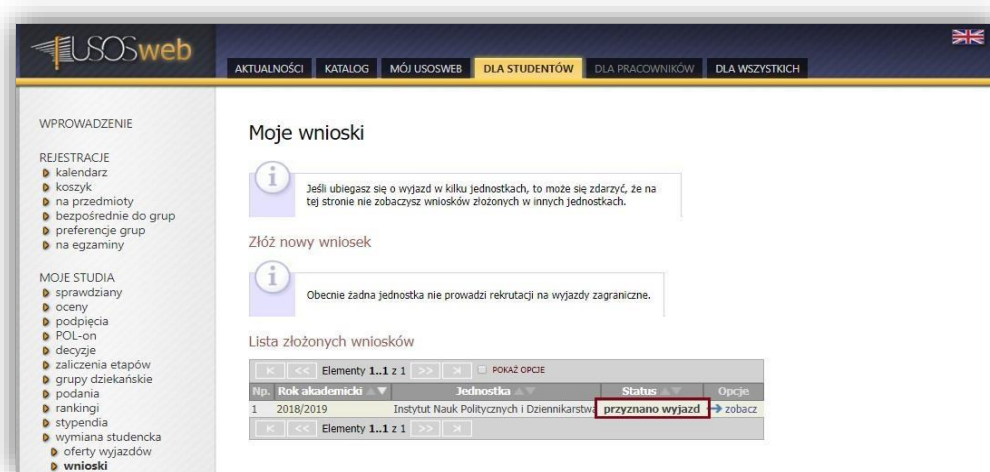 USOSweb
AKTUALNOŚCI KATALOG MÓJ USOSWEB DLA STUDENTÓW DLA PRACOWNIKÓW DLA WSZYSTKICH
WPROWADZENIE
REJESTRACJE
kalendarz
koszyk
na przedmioty
bezpośrednie do grup
preferencje grup
na egzaminy
MOJE STUDIA
sprawdziany
oceny
podpięcia
POL-on
decyzje
zaliczenia etapów
grupy dziekańskie
podania
rankingi
stypendia
wymiana studencka
oferty wyjazdów
wnioski
Moje wnioski
i
Jeśli ubiegasz się o wyjazd w kilku jednostkach, to może się zdarzyć, że na
tej stronie nie zobaczysz wniosków złożonych w innych jednostkach.
Złóż nowy wniosek
i
Obecnie żadna jednostka nie prowadzi rekrutacji na wyjazdy zagraniczne.
Lista złożonych wniosków
K << Elementy 1..1 z 1 >> >| POKAŻ OPCJE
Np. Rok akademicki Jednostka Status Opcje
1 2018/2019 Instytut Nauk Politycznych i Dziennikarstwa przyznano wyjazd zobacz
K << Elementy 1..1 z 1 >> >|